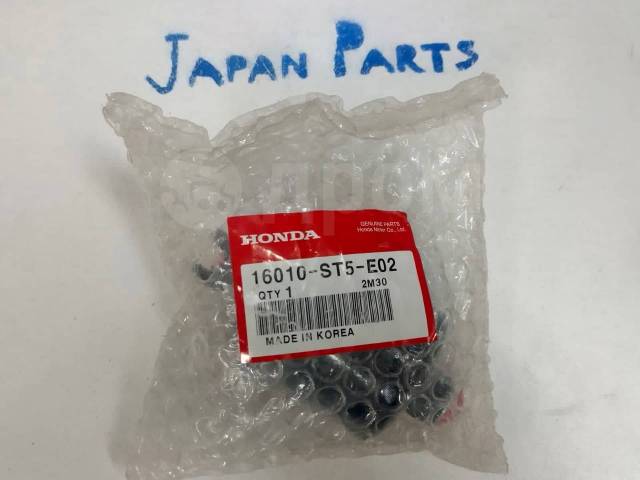 JAPAN PARTS
HONDA
GENUINE PARTS
Honda Motor Co., Ltd.
16010-ST5-E02
QTY 1 2M30
MADE IN KOREA